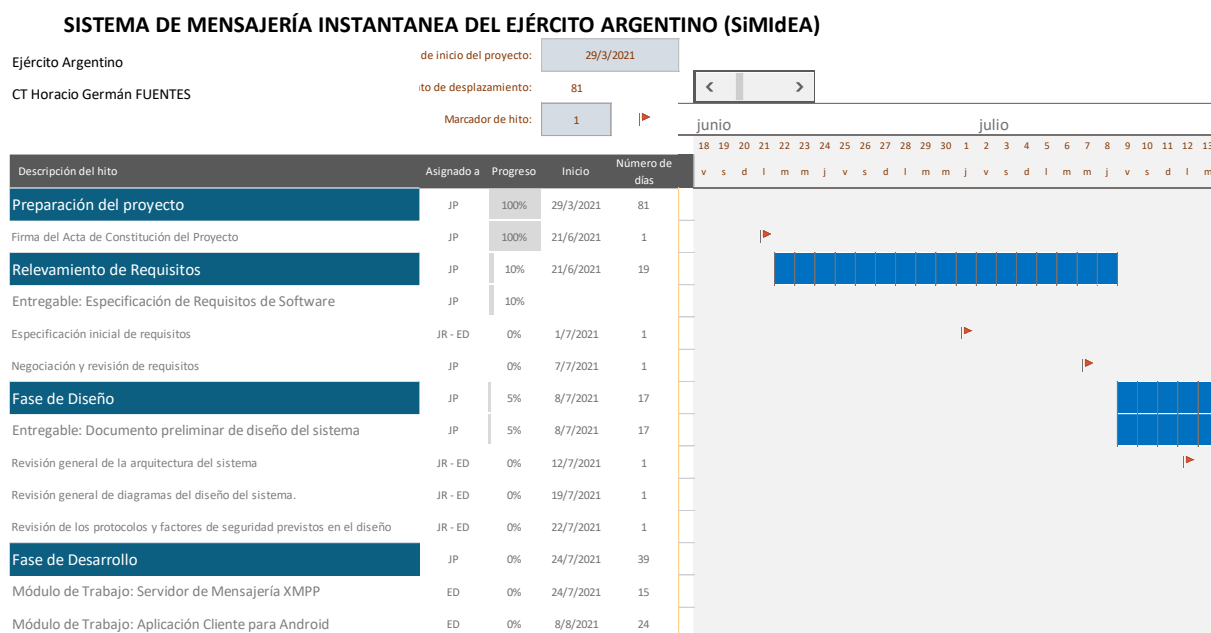 SISTEMA DE MENSAJERÍA INSTANTANEA DEL EJÉRCITO ARGENTINO (SiMIdEA)
Ejército Argentino
de inicio del proyecto: 29/3/2021
CT Horacio Germán FUENTES
to de desplazamiento: 81
Marcador de hito: 1
junio julio
18 19 20 21 22 23 24 25 26 27 28 29 30 1 2 3 4 5 6 7 8 9 10 11 12 13
Descripción del hito Asignado a Progreso Inicio Número de días v s d l m m j v s d l m m j v s d l m m j v s d l m
Preparación del proyecto JP 100% 29/3/2021 81
Firma del Acta de Constitución del Proyecto JP 100% 21/6/2021 1
Relevamiento de Requisitos JP 10% 21/6/2021 19
Entregable: Especificación de Requisitos de Software JP 10%
Especificación inicial de requisitos JR - ED 0% 1/7/2021 1
Negociación y revisión de requisitos JP 0% 7/7/2021 1
Fase de Diseño JP 5% 8/7/2021 17
Entregable: Documento preliminar de diseño del sistema JP 5% 8/7/2021 17
Revisión general de la arquitectura del sistema JR - ED 0% 12/7/2021 1
Revisión general de diagramas del diseño del sistema. JR - ED 0% 19/7/2021 1
Revisión de los protocolos y factores de seguridad previstos en el diseño JR - ED 0% 22/7/2021 1
Fase de Desarrollo JP 0% 24/7/2021 39
Módulo de Trabajo: Servidor de Mensajería XMPP ED 0% 24/7/2021 15
Módulo de Trabajo: Aplicación Cliente para Android ED 0% 8/8/2021 24